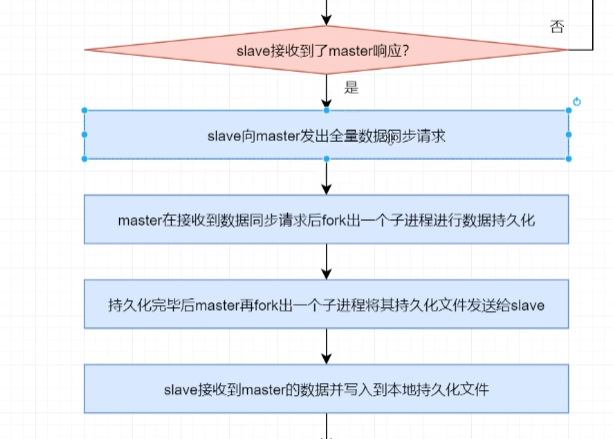 否
slave接收到了master响应?
是
slave向master发出全量数据同步请求
master在接收到数据同步请求后fork出一个子进程进行数据持久化
持久化完毕后master再fork出一个子进程将其持久化文件发送给slave
slave接收到master的数据并写入到本地持久化文件